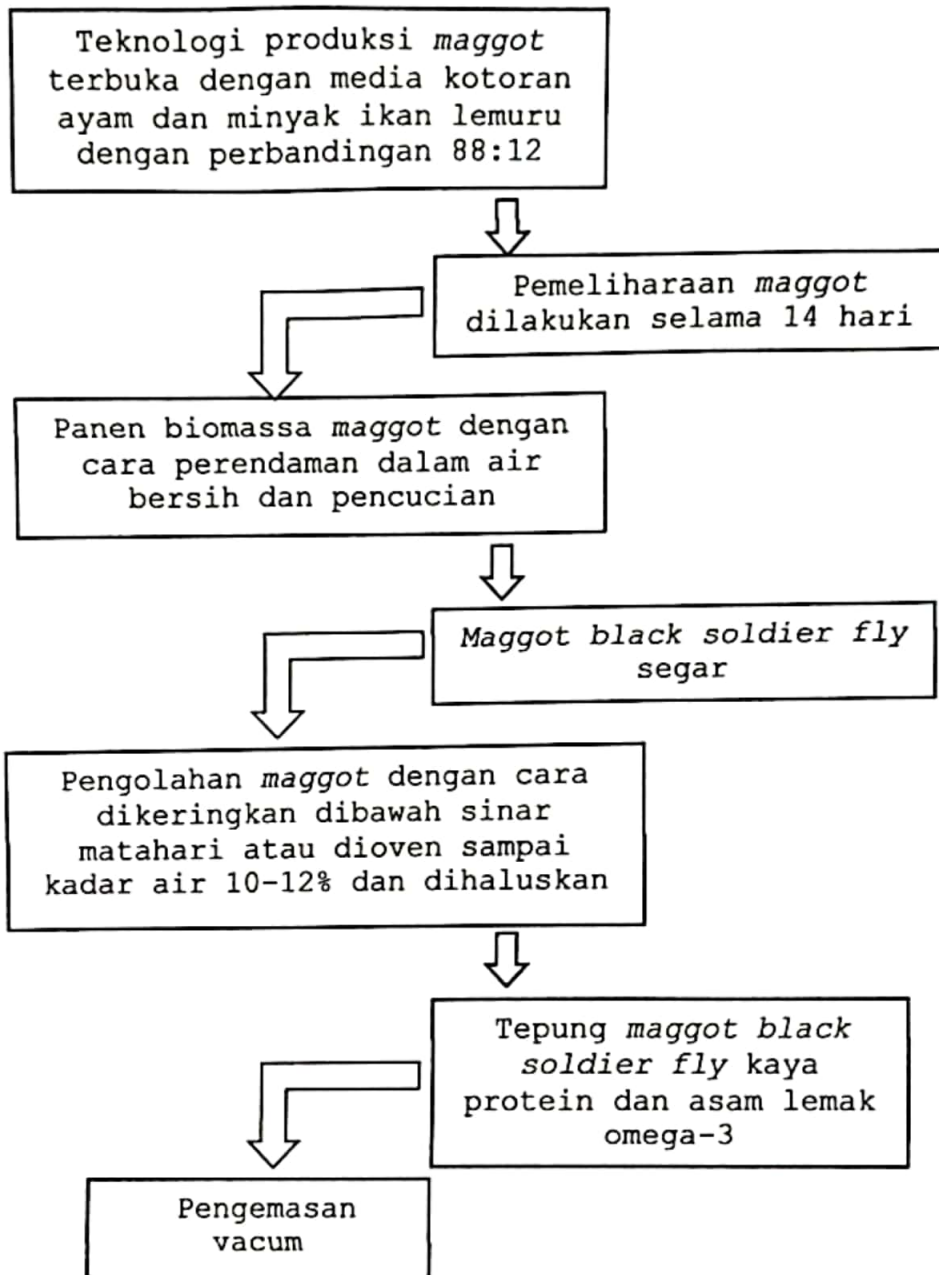 Teknologi produksi maggot
terbuka dengan media kotoran
ayam dan minyak ikan lemuru
dengan perbandingan 88:12
Pemeliharaan maggot
dilakukan selama 14 hari
Panen biomassa maggot dengan
cara perendaman dalam air
bersih dan pencucian
Maggot black soldier fly
segar
Pengolahan maggot dengan cara
dikeringkan dibawah sinar
matahari atau dioven sampai
kadar air 10-12% dan dihaluskan
Tepung maggot black
soldier fly kaya
protein dan asam lemak
omega-3
Pengemasan
vacum